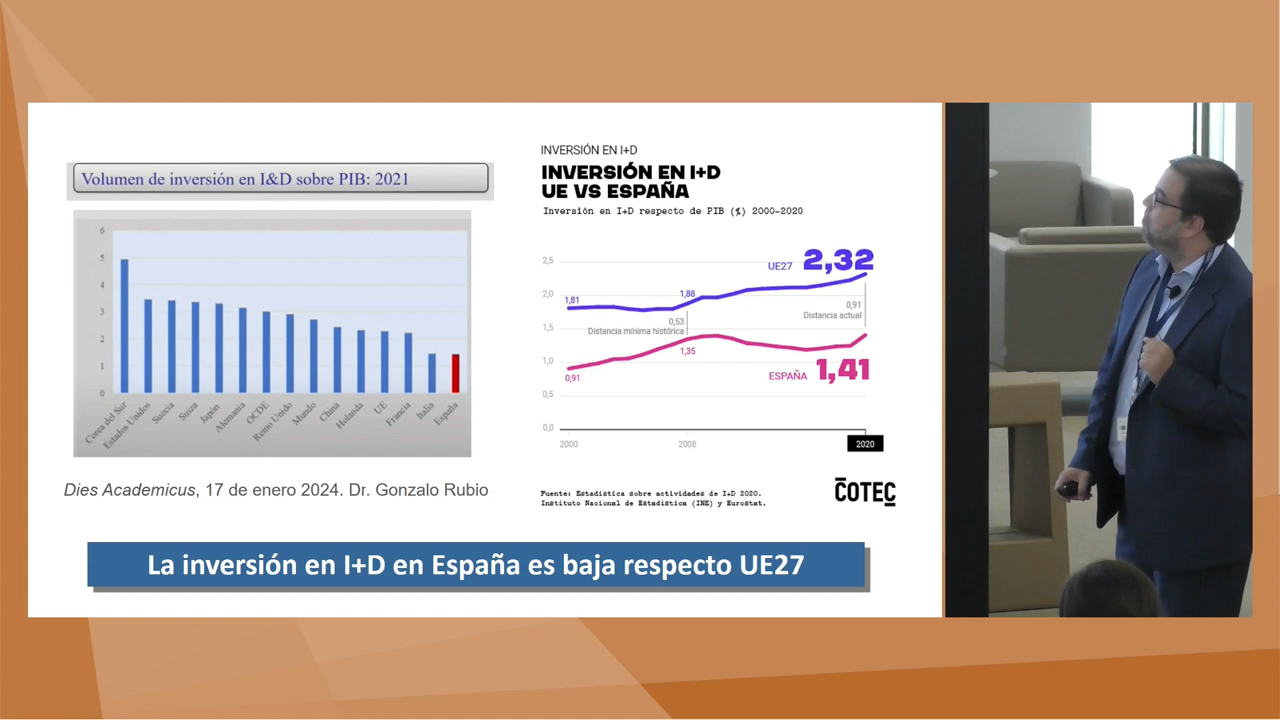 Volumen de inversión en I&D sobre PIB: 2021
6
5
4
3
2
1
0
Corea del Sur
Estados Unidos
Suecia
Suiza
Japón
Alemania
OCDE
Reino Unido
Mundo
China
Holanda
UE
Francia
Italia
España
Dies Academicus, 17 de enero 2024. Dr. Gonzalo Rubio
INVERSIÓN EN I+D
INVERSIÓN EN I+D
UE VS ESPAÑA
Inversión en I+D respecto de PIB (%) 2000-2020
2,5
2,0
1,5
1,0
0,5
0,0
UE27 2,32
1,81
1,88
0,53
Distancia mínima histórica
0,91
Distancia actual
1,35
0,91
ESPAÑA 1,41
2000
2008
2020
Fuente: Estadística sobre actividades de I+D 2020.
Instituto Nacional de Estadística (INE) y Eurostat.
COTEC
La inversión en I+D en España es baja respecto UE27